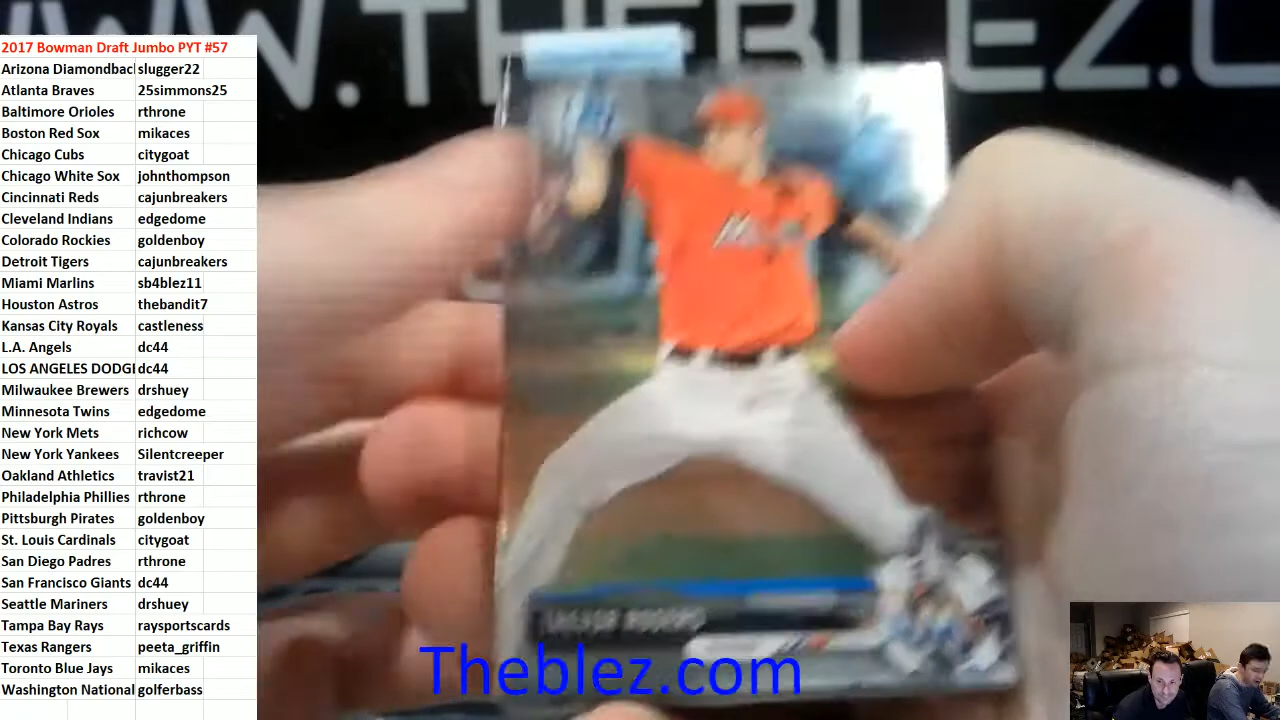 WWW.THEBLEZ.C
2017 Bowman Draft Jumbo PYT #57
Arizona Diamondbac slugger22
Atlanta Braves 25simmons25
Baltimore Orioles rthrone
Boston Red Sox mikaces
Chicago Cubs citygoat
Chicago White Sox johnthompson
Cincinnati Reds cajunbreakers
Cleveland Indians edgedome
Colorado Rockies goldenboy
Detroit Tigers cajunbreakers
Miami Marlins sb4blez11
Houston Astros thebandit7
Kansas City Royals castleness
L.A. Angels dc44
LOS ANGELES DODG dc44
Milwaukee Brewers drshuey
Minnesota Twins edgedome
New York Mets richcow
New York Yankees Silentcreeper
Oakland Athletics travist21
Philadelphia Phillies rthrone
Pittsburgh Pirates goldenboy
St. Louis Cardinals citygoat
San Diego Padres rthrone
San Francisco Giants dc44
Seattle Mariners drshuey
Tampa Bay Rays raysportscards
Texas Rangers peeta_griffin
Toronto Blue Jays mikaces
Washington National golferbass
Theblez.com